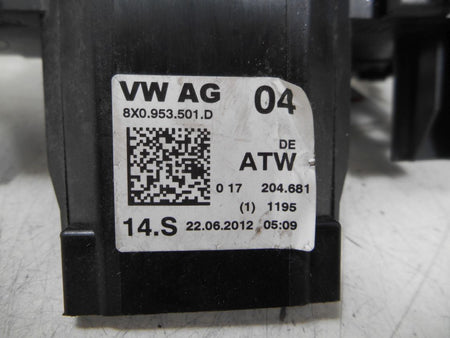 VW AG 04
8X0.953.501.D
DE
ATW
0 17 204.681
(1) 1195
14.S 22.06.2012 05:09